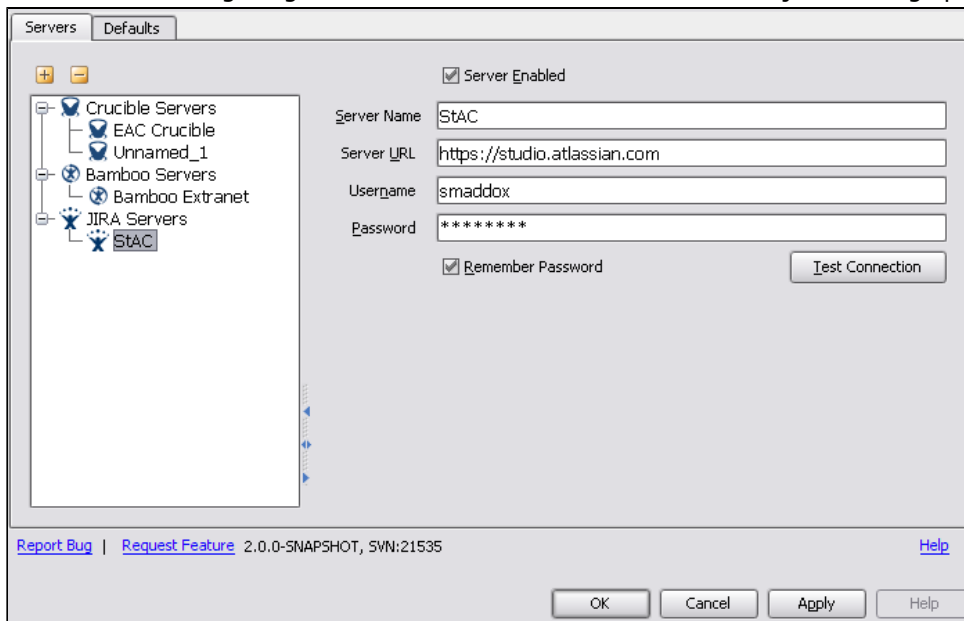 Servers Defaults
Server Enabled
Crucible Servers
EAC Crucible
Unnamed_1
Bamboo Servers
Bamboo Extranet
JIRA Servers
StAC
Server Name StAC
Server URL https://studio.atlassian.com
Username smaddox
Password ********
Remember Password Test Connection
Report Bug | Request Feature 2.0.0-SNAPSHOT, SVN:21535 Help
OK Cancel Apply Help